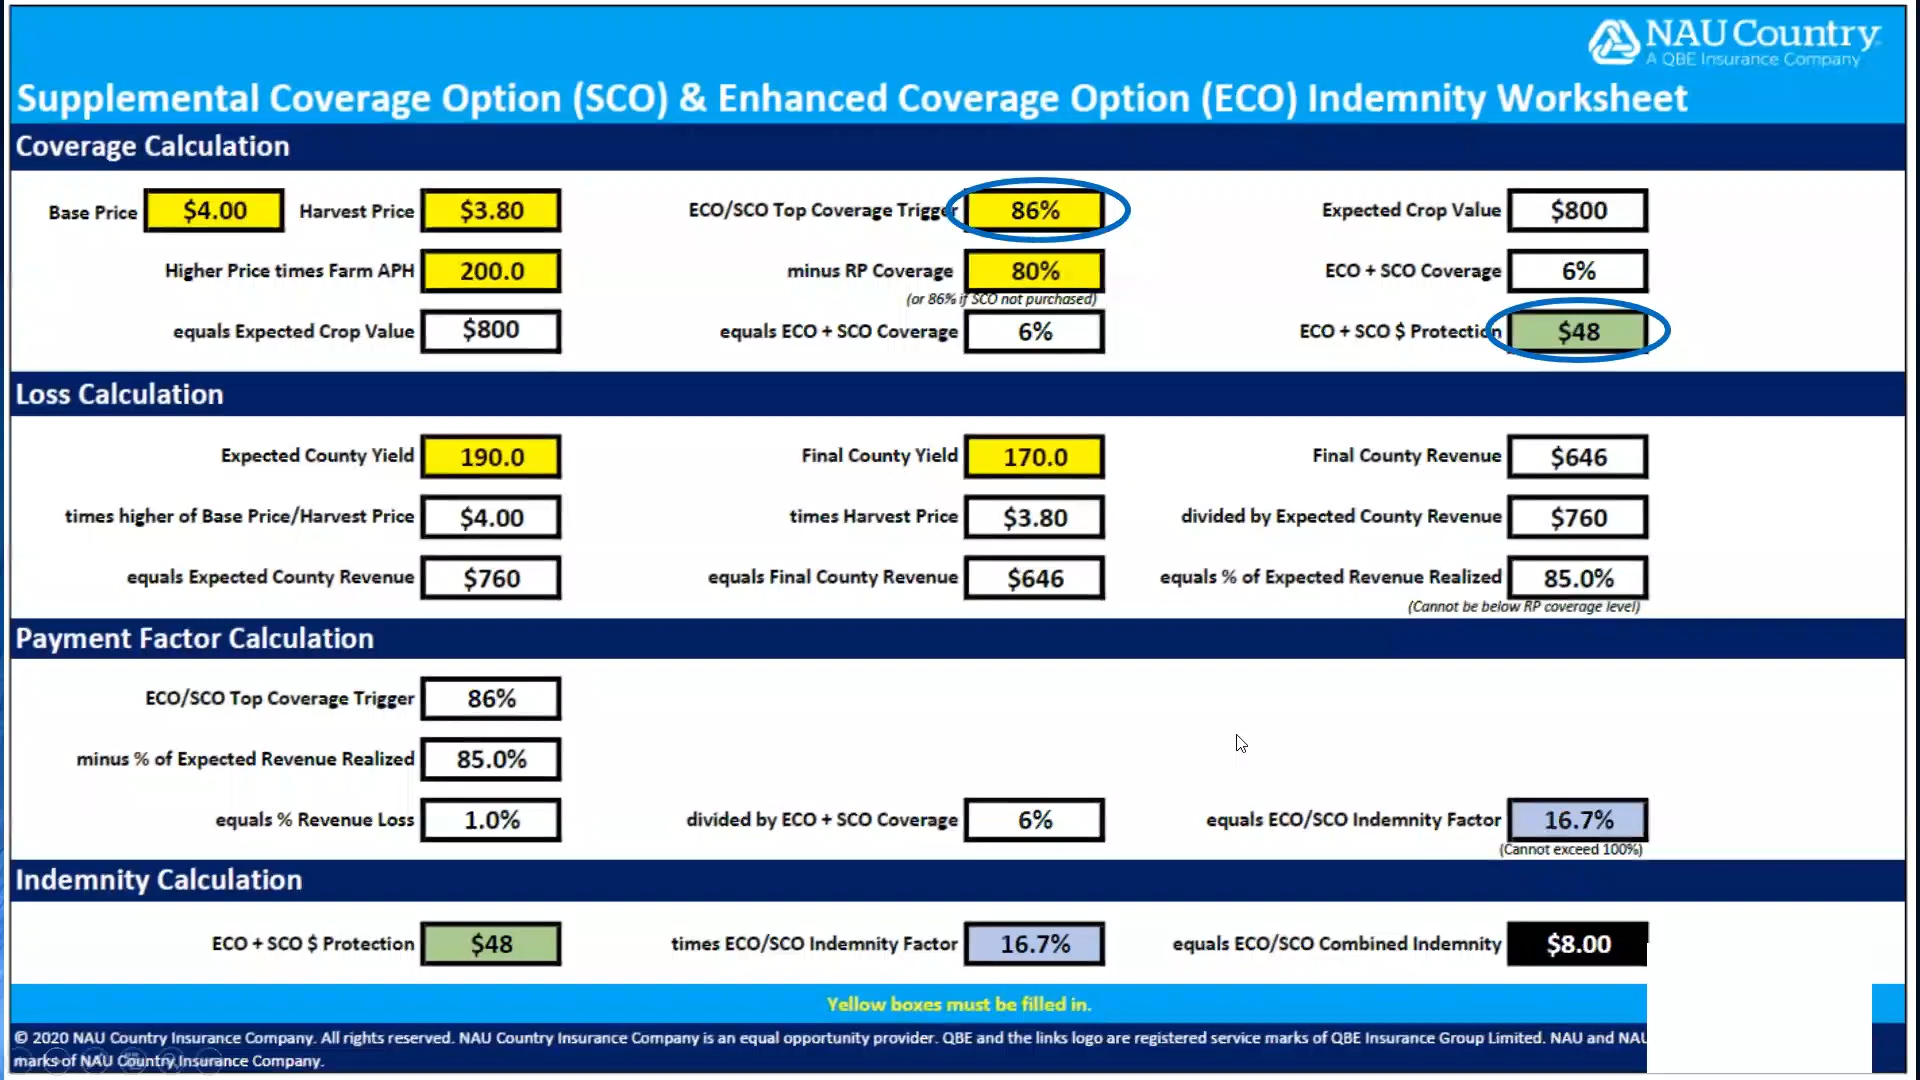 NAU Country
A QBE Insurance Company
Supplemental Coverage Option (SCO) & Enhanced Coverage Option (ECO) Indemnity Worksheet
Coverage Calculation
Base Price $4.00 Harvest Price $3.80 ECO/SCO Top Coverage Trigger 86% Expected Crop Value $800
Higher Price times Farm APH 200.0 minus RP Coverage 80% ECO + SCO Coverage 6%
(or 86% if SCO not purchased)
equals Expected Crop Value $800 equals ECO + SCO Coverage 6% ECO + SCO $ Protection $48
Loss Calculation
Expected County Yield 190.0 Final County Yield 170.0 Final County Revenue $646
times higher of Base Price/Harvest Price $4.00 times Harvest Price $3.80 divided by Expected County Revenue $760
equals Expected County Revenue $760 equals Final County Revenue $646 equals % of Expected Revenue Realized 85.0%
(Cannot be below RP coverage level)
Payment Factor Calculation
ECO/SCO Top Coverage Trigger 86%
minus % of Expected Revenue Realized 85.0%
equals % Revenue Loss 1.0% divided by ECO + SCO Coverage 6% equals ECO/SCO Indemnity Factor 16.7%
(Cannot exceed 100%)
Indemnity Calculation
ECO + SCO $ Protection $48 times ECO/SCO Indemnity Factor 16.7% equals ECO/SCO Combined Indemnity $8.00
Yellow boxes must be filled in.
© 2020 NAU Country Insurance Company. All rights reserved. NAU Country Insurance Company is an equal opportunity provider. QBE and the links logo are registered service marks of QBE Insurance Group Limited. NAU and NAU
marks of NAU Country Insurance Company.